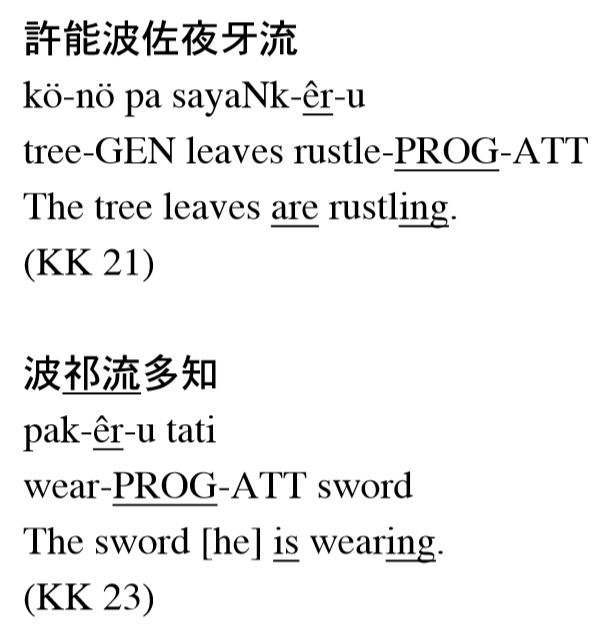 許能波佐夜牙流
kö-nö pa sayaNk-êr-u
tree-GEN leaves rustle-PROG-ATT
The tree leaves are rustling.
(KK 21)
波祁流多知
pak-êr-u tati
wear-PROG-ATT sword
The sword [he] is wearing.
(KK 23)